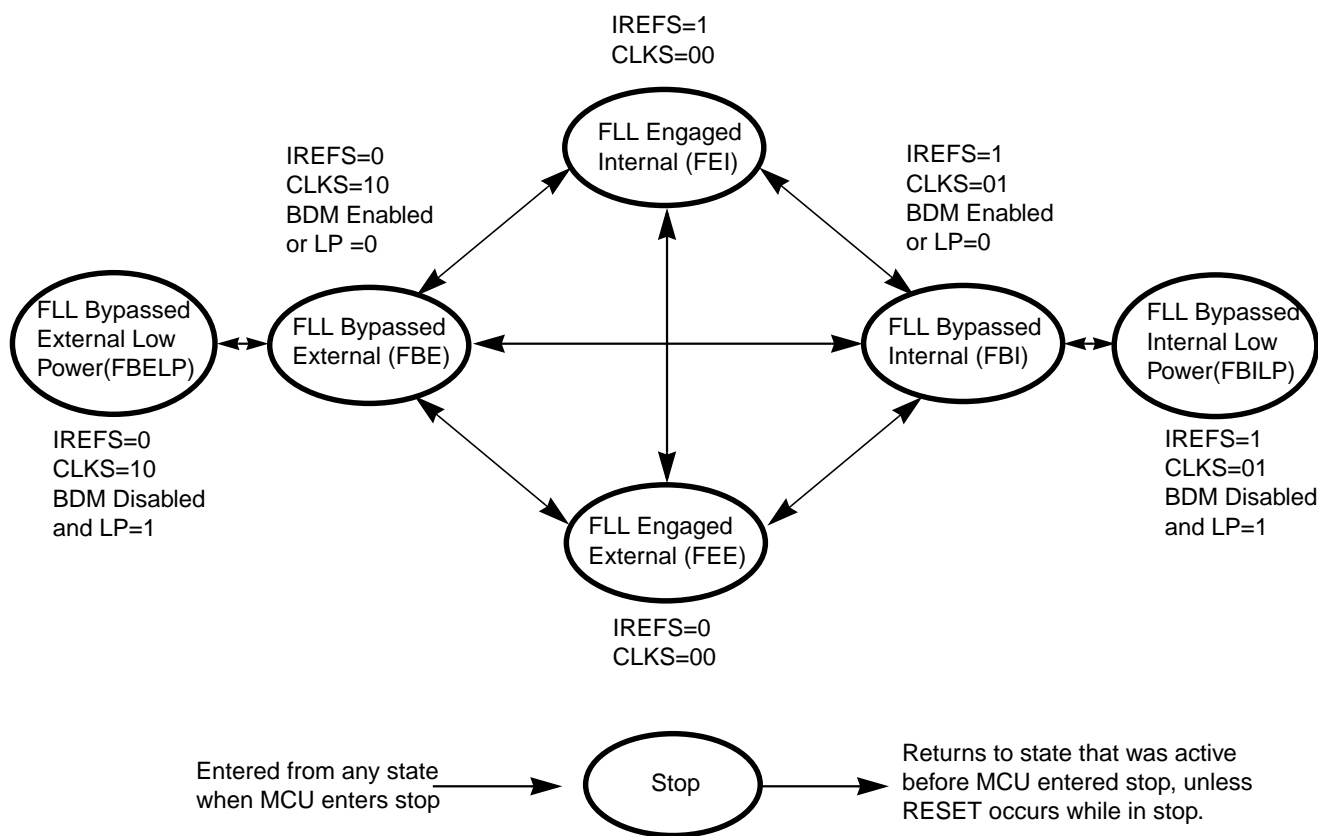 IREFS=1
CLKS=00
FLL Engaged
Internal (FEI)
IREFS=0
CLKS=10
BDM Enabled
or LP =0
IREFS=1
CLKS=01
BDM Enabled
or LP=0
FLL Bypassed
External Low
Power(FBELP)
FLL Bypassed
External (FBE)
FLL Bypassed
Internal (FBI)
FLL Bypassed
Internal Low
Power(FBILP)
IREFS=0
CLKS=10
BDM Disabled
and LP=1
IREFS=1
CLKS=01
BDM Disabled
and LP=1
FLL Engaged
External (FEE)
IREFS=0
CLKS=00
Entered from any state
when MCU enters stop
Stop
Returns to state that was active
before MCU entered stop, unless
RESET occurs while in stop.